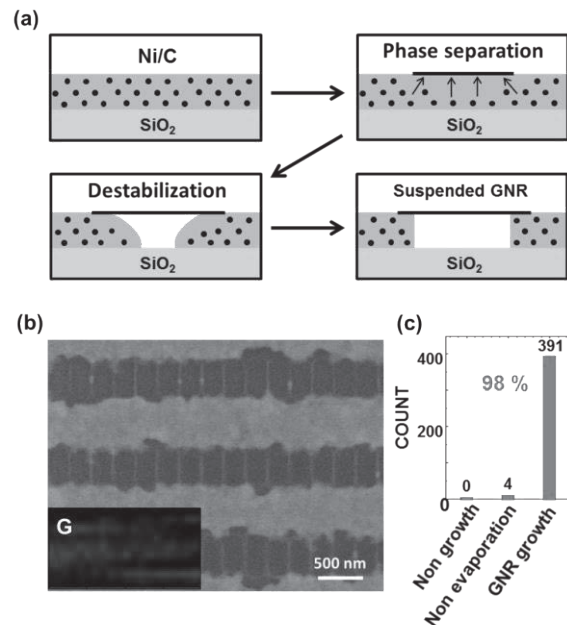 (a)
Ni/C
SiO₂
Phase separation
SiO₂
Destabilization
SiO₂
Suspended GNR
SiO₂
(b)
G
500 nm
(c)
COUNT
400
200
0
98 %
0
4
391
Non growth
Non evaporation
GNR growth